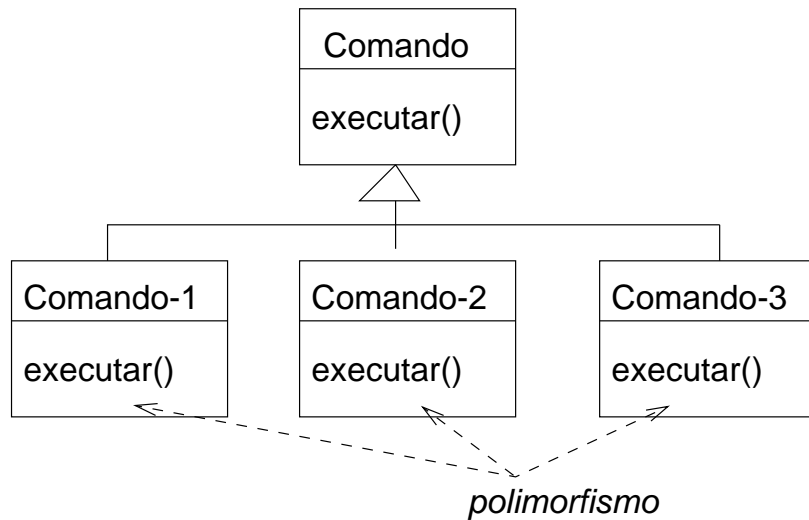 Comando
executar()
Comando-1
Comando-2
Comando-3
executar()
executar()
executar()
polimorfismo